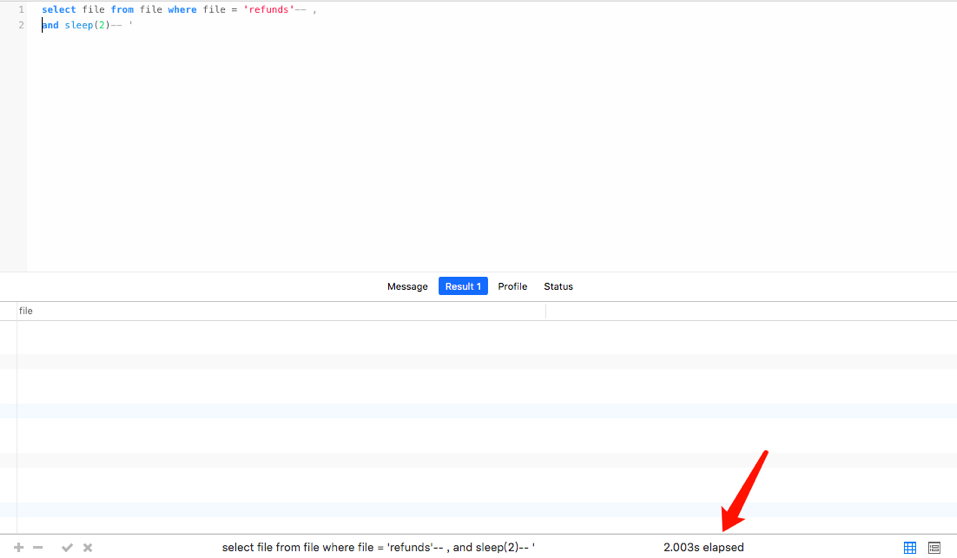 1 select file from file where file = 'refunds'-- ,
2 and sleep(2)-- '
Message Result 1 Profile Status
file
select file from file where file = 'refunds'-- , and sleep(2)-- ' 2.003s elapsed